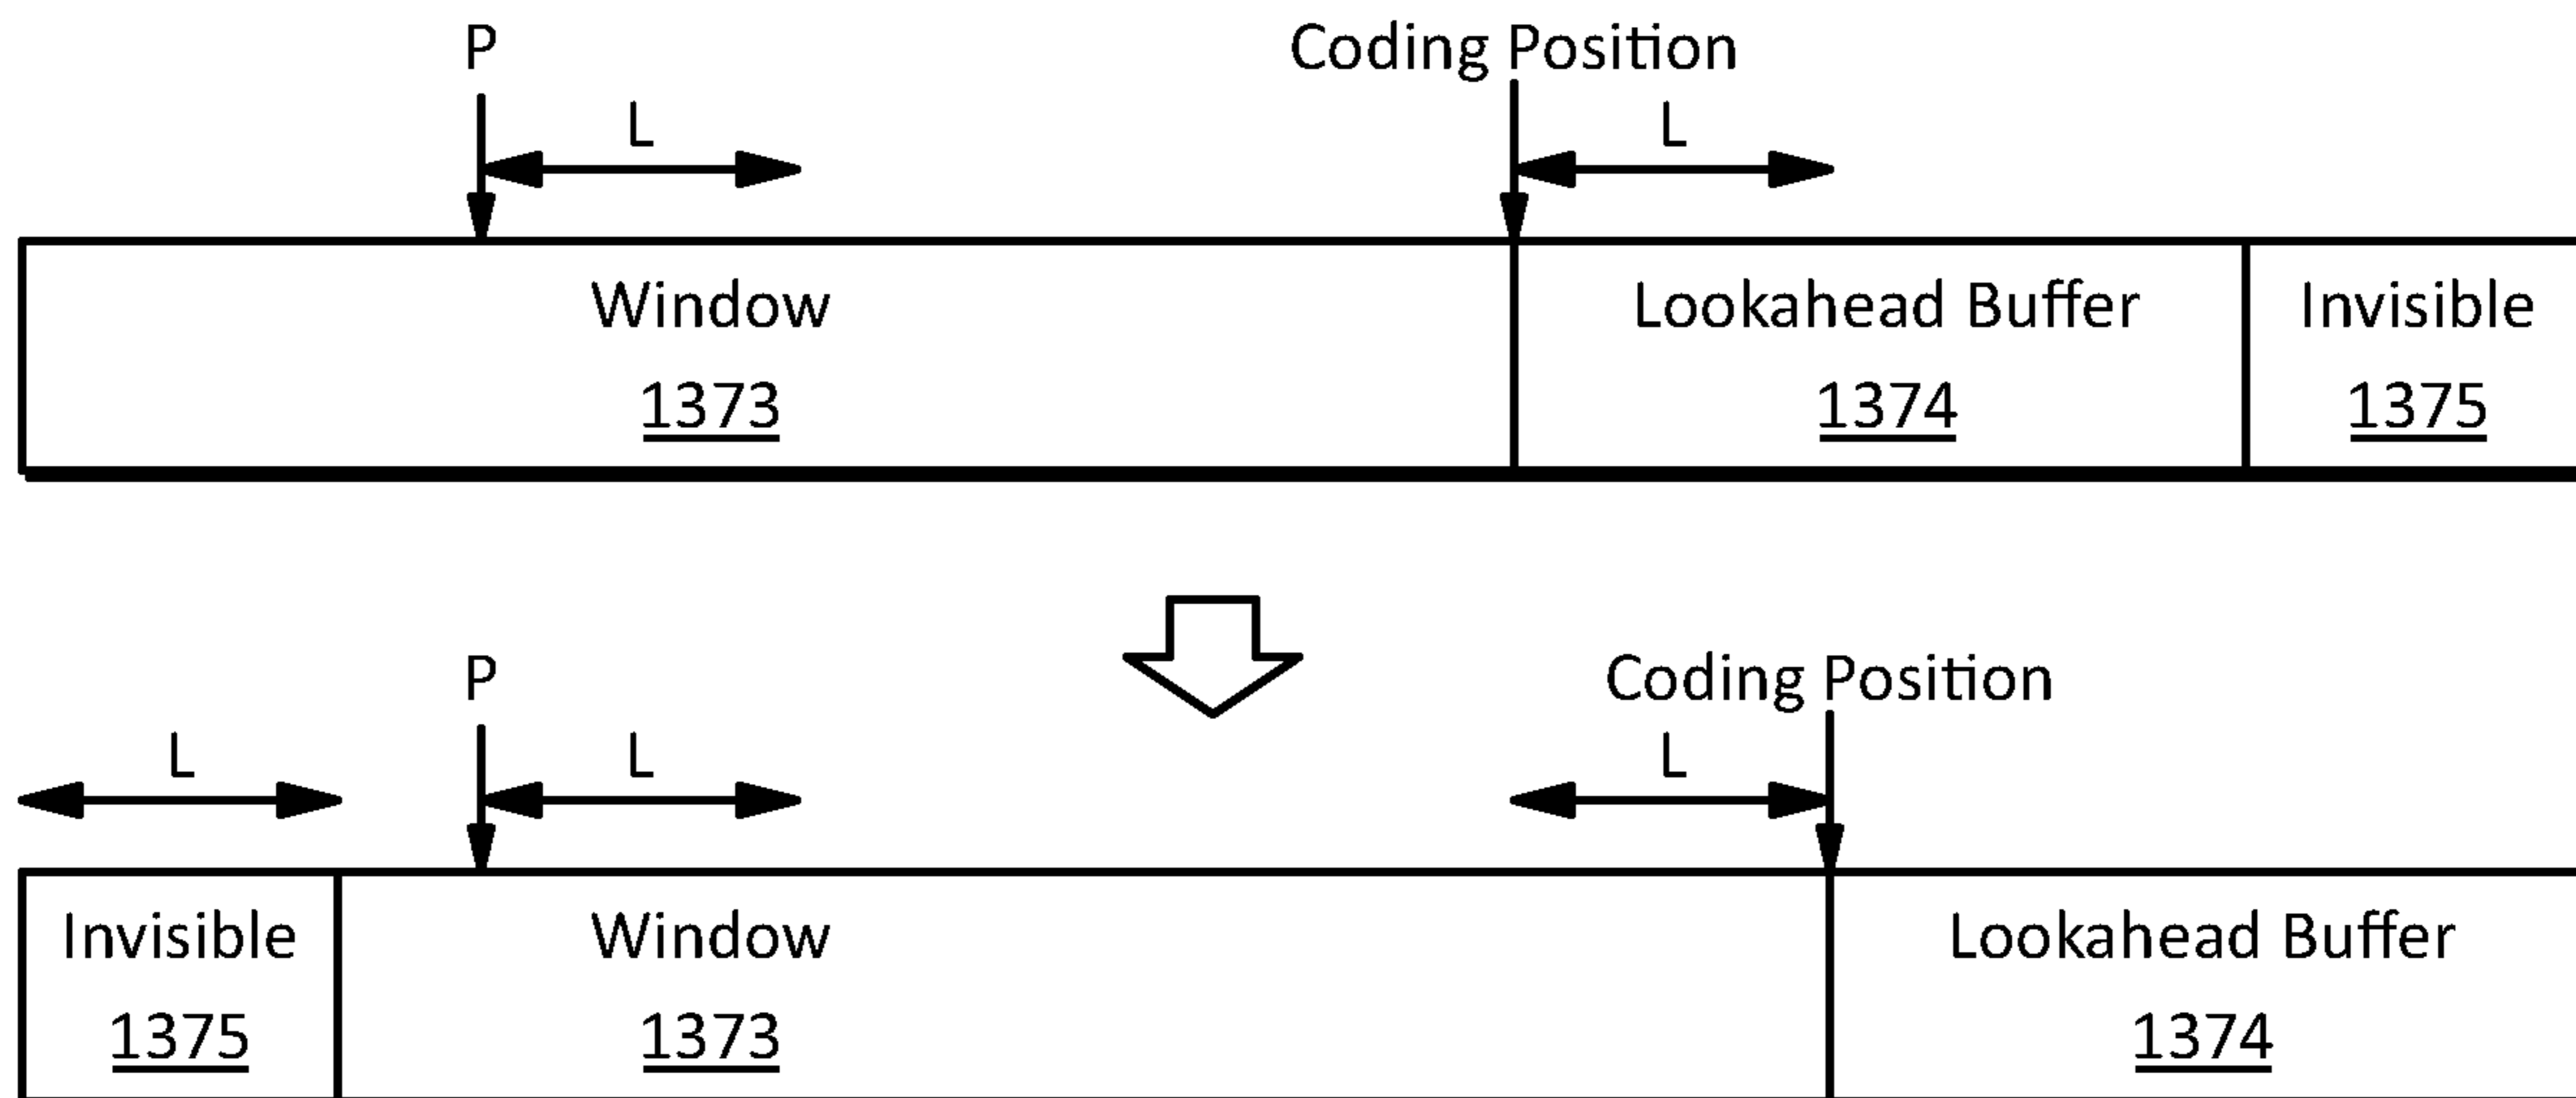 P
Coding Position
L
L
Window
Lookahead Buffer
Invisible
1373
1374
1375
P
Coding Position
L
L
L
Invisible
Window
Lookahead Buffer
1375
1373
1374